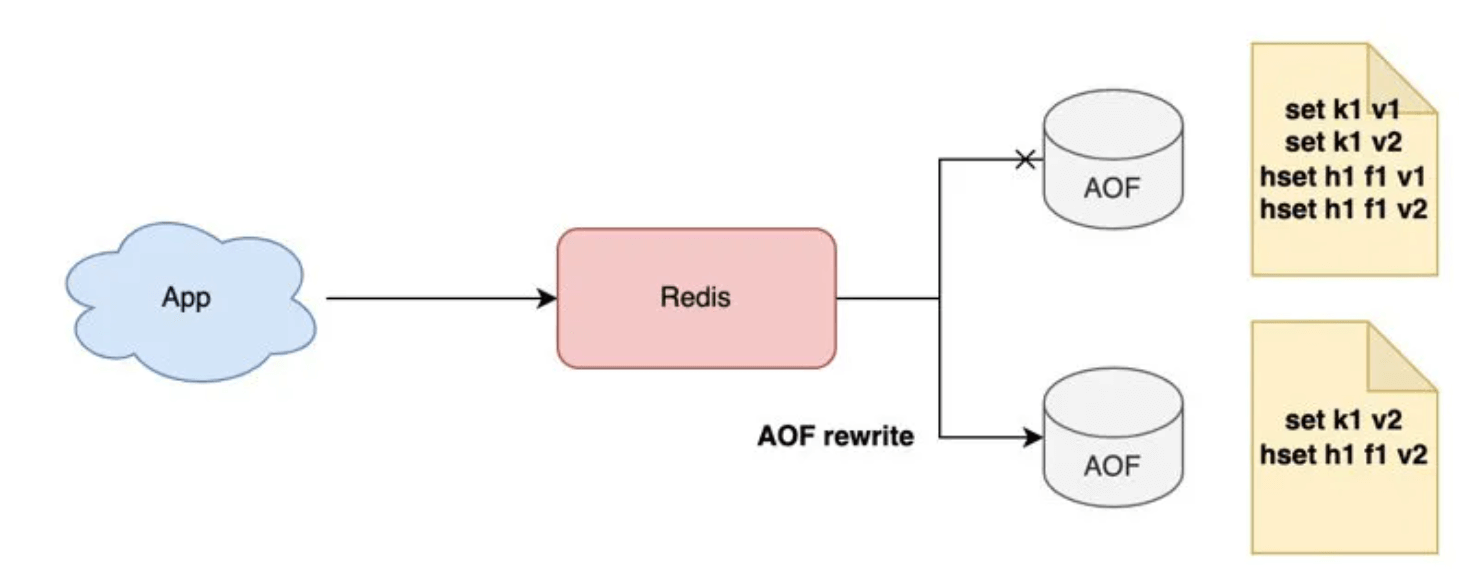 App
Redis
AOF rewrite
AOF
set k1 v1
set k1 v2
hset h1 f1 v1
hset h1 f1 v2
AOF
set k1 v2
hset h1 f1 v2